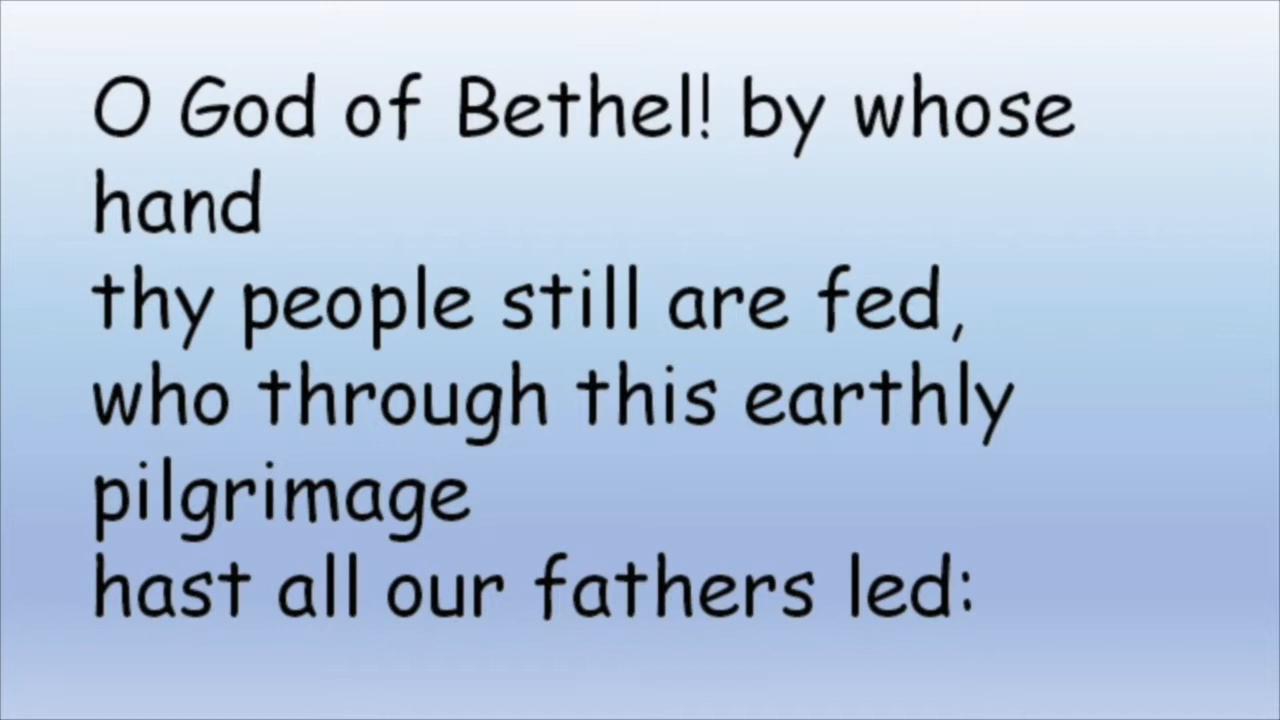 O God of Bethel! by whose
hand
thy people still are fed,
who through this earthly
pilgrimage
hast all our fathers led: